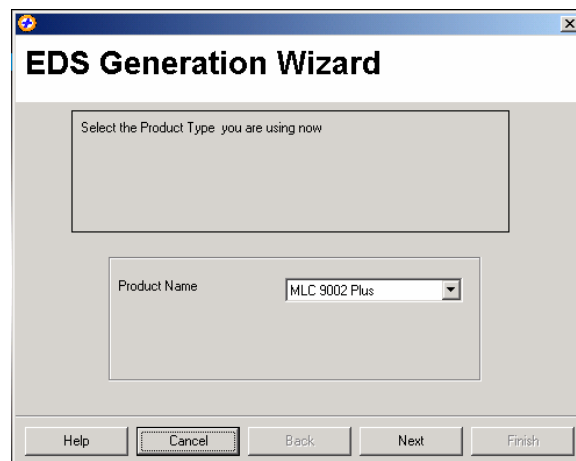 EDS Generation Wizard
Select the Product Type you are using now
Product Name
MLC 9002 Plus
Help Cancel Back Next Finish